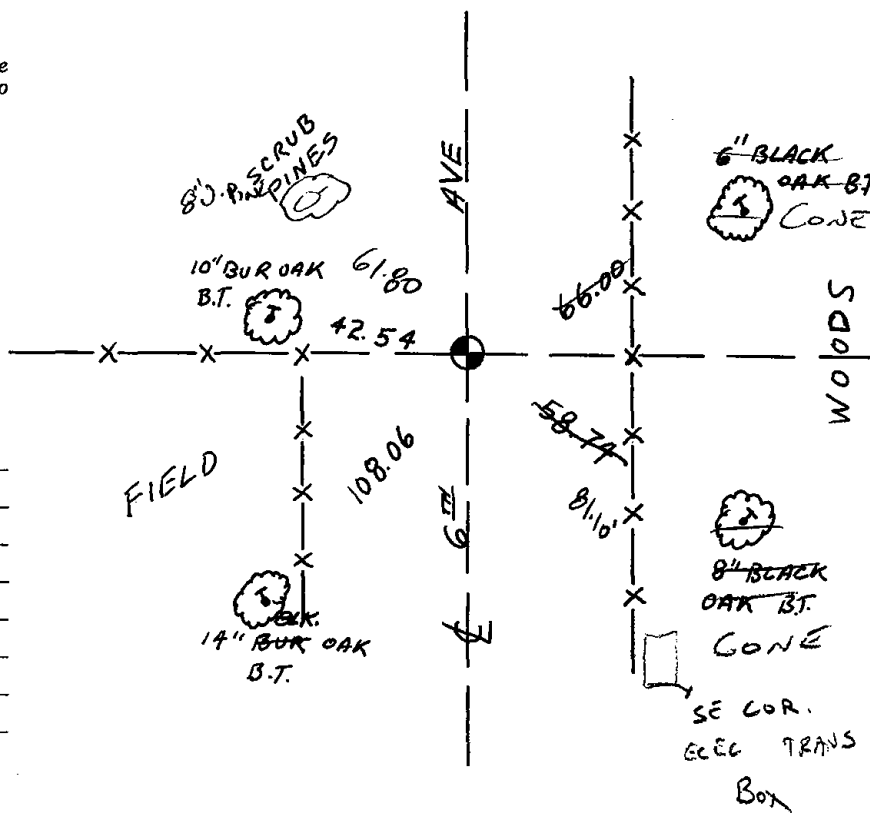 e
o
SCRUB
PINES
8" J. PINE
AVE
6" BLACK
OAK B.T
CONE
10" BUR OAK
B.T.
61.80
66.00
42.54
WOODS
FIELD
108.06
58.74
6TH
81.10'
8" BLACK
OAK B.T.
CONE
BLK.
14" BUR OAK
B.T.
℄
SE COR.
ELEC TRANS
BOX